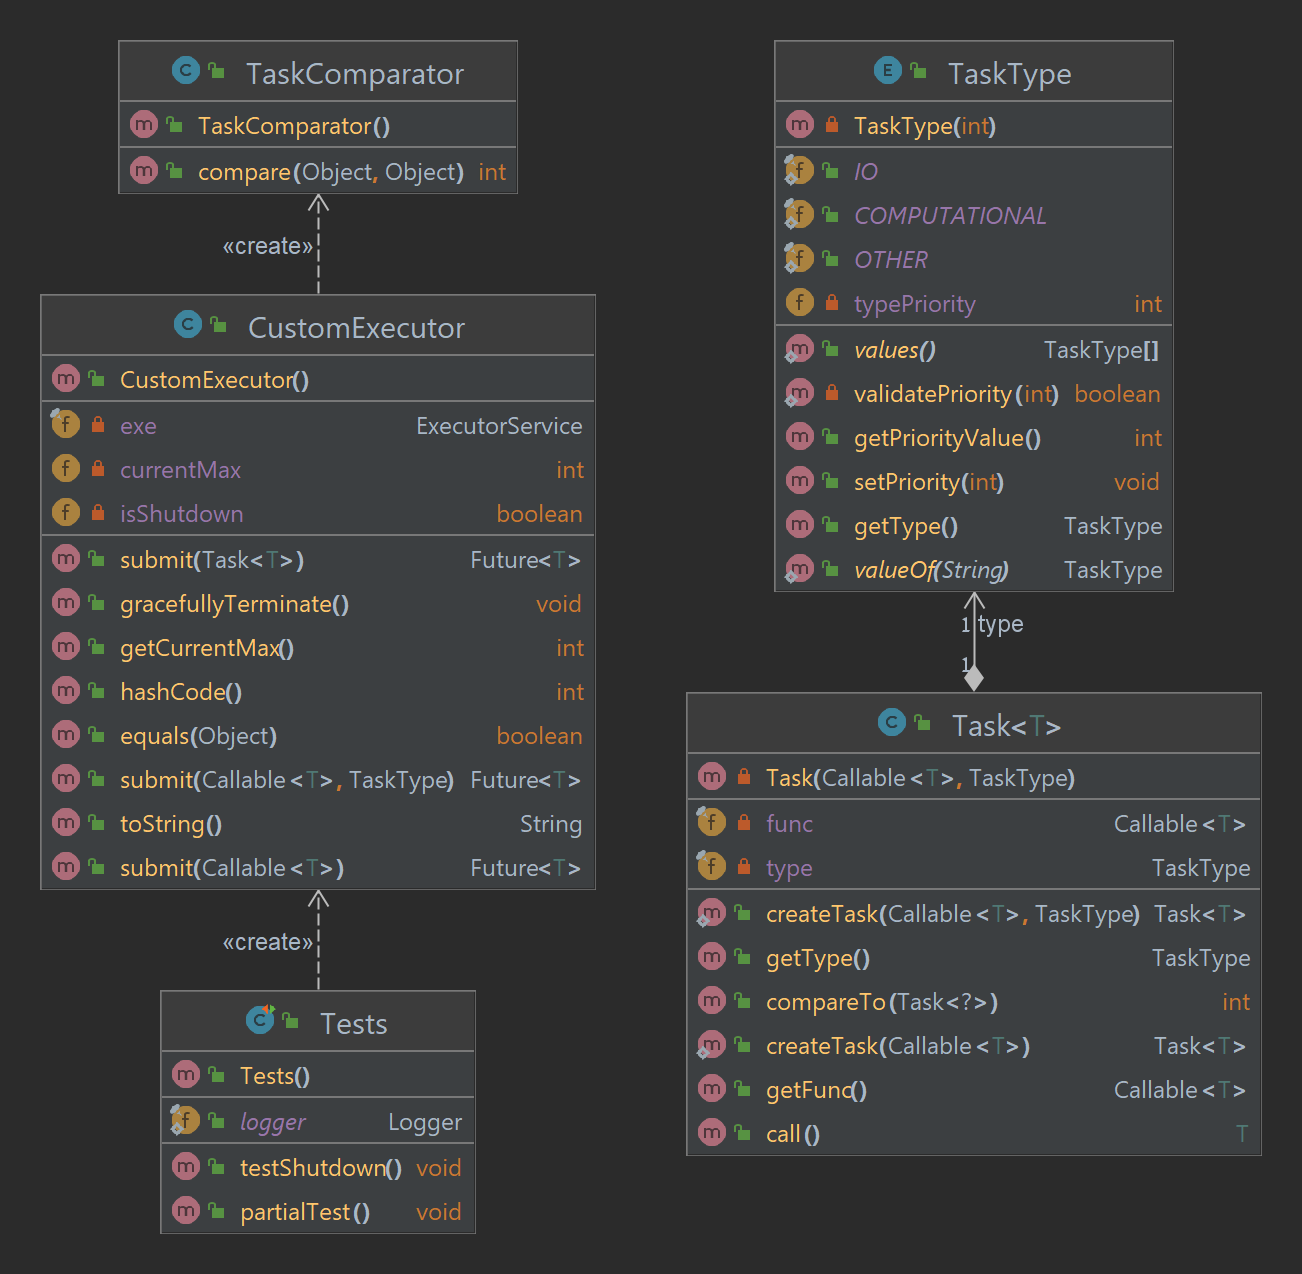 TaskComparator
TaskComparator()
compare(Object, Object) int
«create»
CustomExecutor
CustomExecutor()
exe ExecutorService
currentMax int
isShutdown boolean
submit(Task<T>) Future<T>
gracefullyTerminate() void
getCurrentMax() int
hashCode() int
equals(Object) boolean
submit(Callable<T>, TaskType) Future<T>
toString() String
submit(Callable<T>) Future<T>
«create»
Tests
Tests()
logger Logger
testShutdown() void
partialTest() void
TaskType
TaskType(int)
IO
COMPUTATIONAL
OTHER
typePriority int
values() TaskType[]
validatePriority(int) boolean
getPriorityValue() int
setPriority(int) void
getType() TaskType
valueOf(String) TaskType
1 type
1
Task<T>
Task(Callable<T>, TaskType)
func Callable<T>
type TaskType
createTask(Callable<T>, TaskType) Task<T>
getType() TaskType
compareTo(Task<?>) int
createTask(Callable<T>) Task<T>
getFunc() Callable<T>
call() T